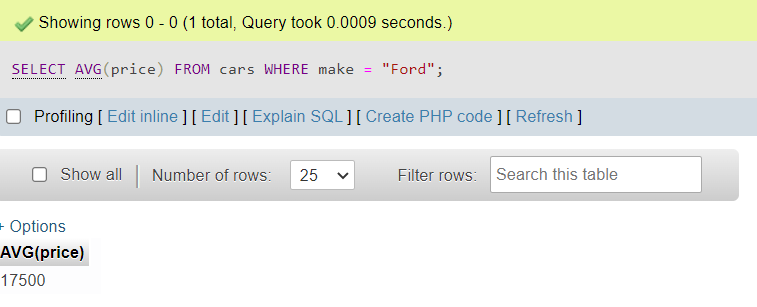 Showing rows 0 - 0 (1 total, Query took 0.0009 seconds.)
SELECT AVG(price) FROM cars WHERE make = "Ford";
Profiling [ Edit inline ] [ Edit ] [ Explain SQL ] [ Create PHP code ] [ Refresh ]
Show all Number of rows: 25 Filter rows: Search this table
+ Options
AVG(price)
17500